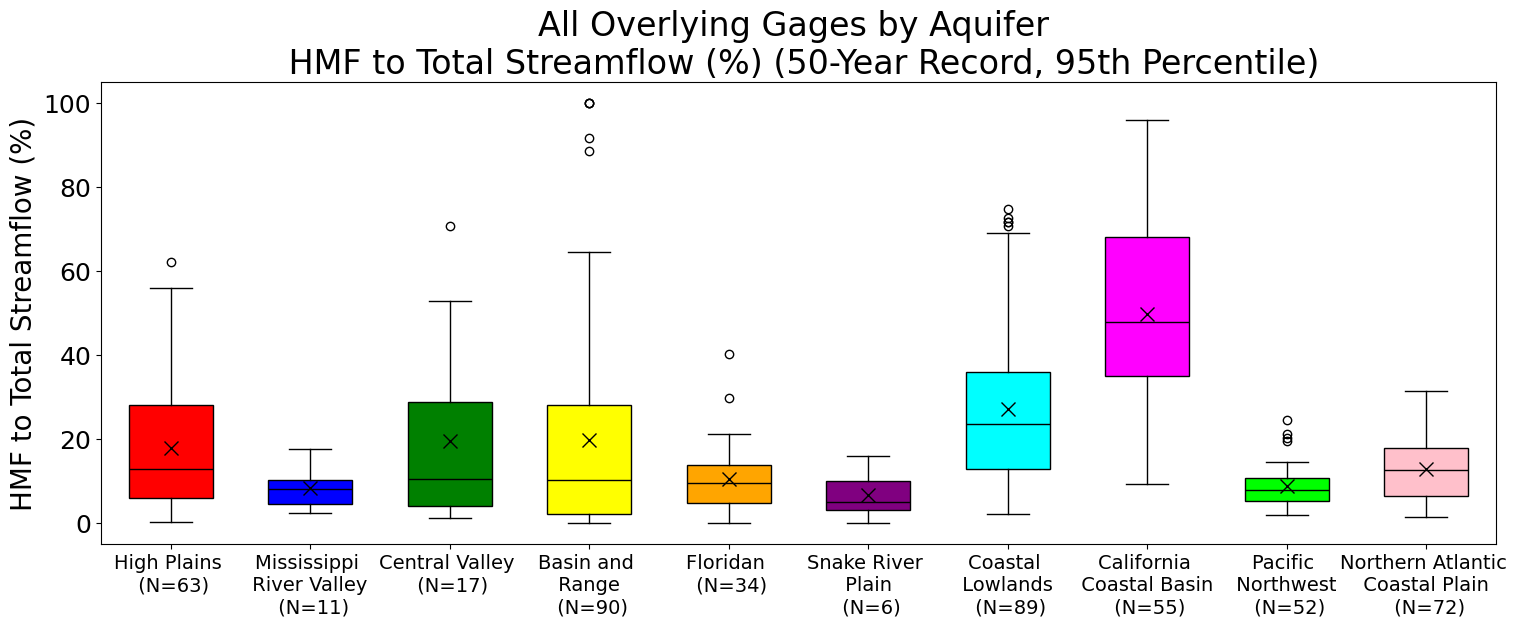 All Overlying Gages by Aquifer
HMF to Total Streamflow (%) (50-Year Record, 95th Percentile)
HMF to Total Streamflow (%)
100
80
60
40
20
0
High Plains
(N=63)
Mississippi
River Valley
(N=11)
Central Valley
(N=17)
Basin and
Range
(N=90)
Floridan
(N=34)
Snake River
Plain
(N=6)
Coastal
Lowlands
(N=89)
California
Coastal Basin
(N=55)
Pacific
Northwest
(N=52)
Northern Atlantic
Coastal Plain
(N=72)